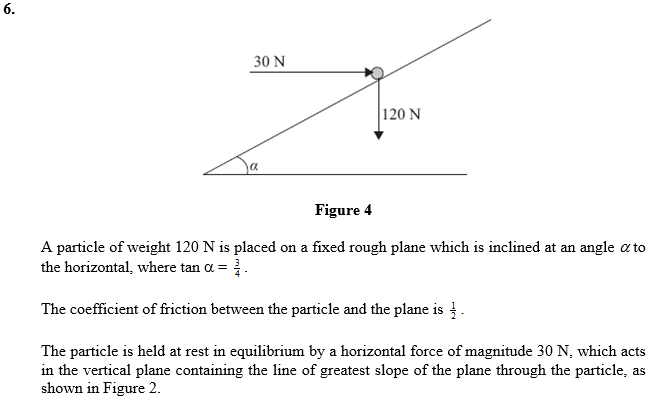 6.
30 N
120 N
α
Figure 4
A particle of weight 120 N is placed on a fixed rough plane which is inclined at an angle α to
the horizontal, where tan α = 3/4 .
The coefficient of friction between the particle and the plane is 1/2 .
The particle is held at rest in equilibrium by a horizontal force of magnitude 30 N, which acts
in the vertical plane containing the line of greatest slope of the plane through the particle, as
shown in Figure 2.